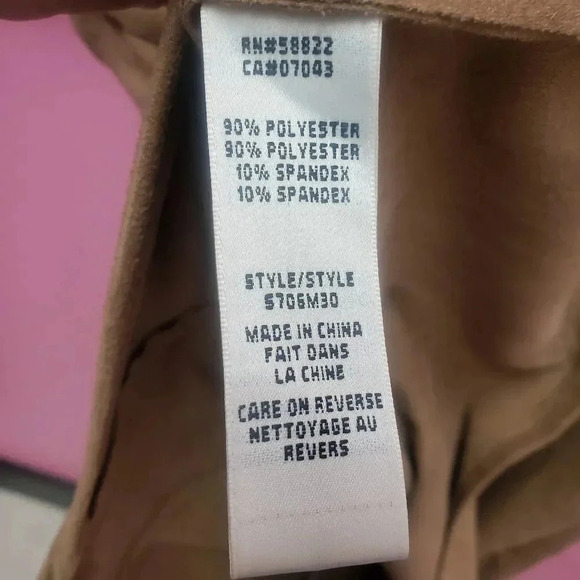 RN#58822
CA#07043
90% POLYESTER
90% POLYESTER
10% SPANDEX
10% SPANDEX
STYLE/STYLE
S706M30
MADE IN CHINA
FAIT DANS
LA CHINE
CARE ON REVERSE
NETTOYAGE AU
REVERS